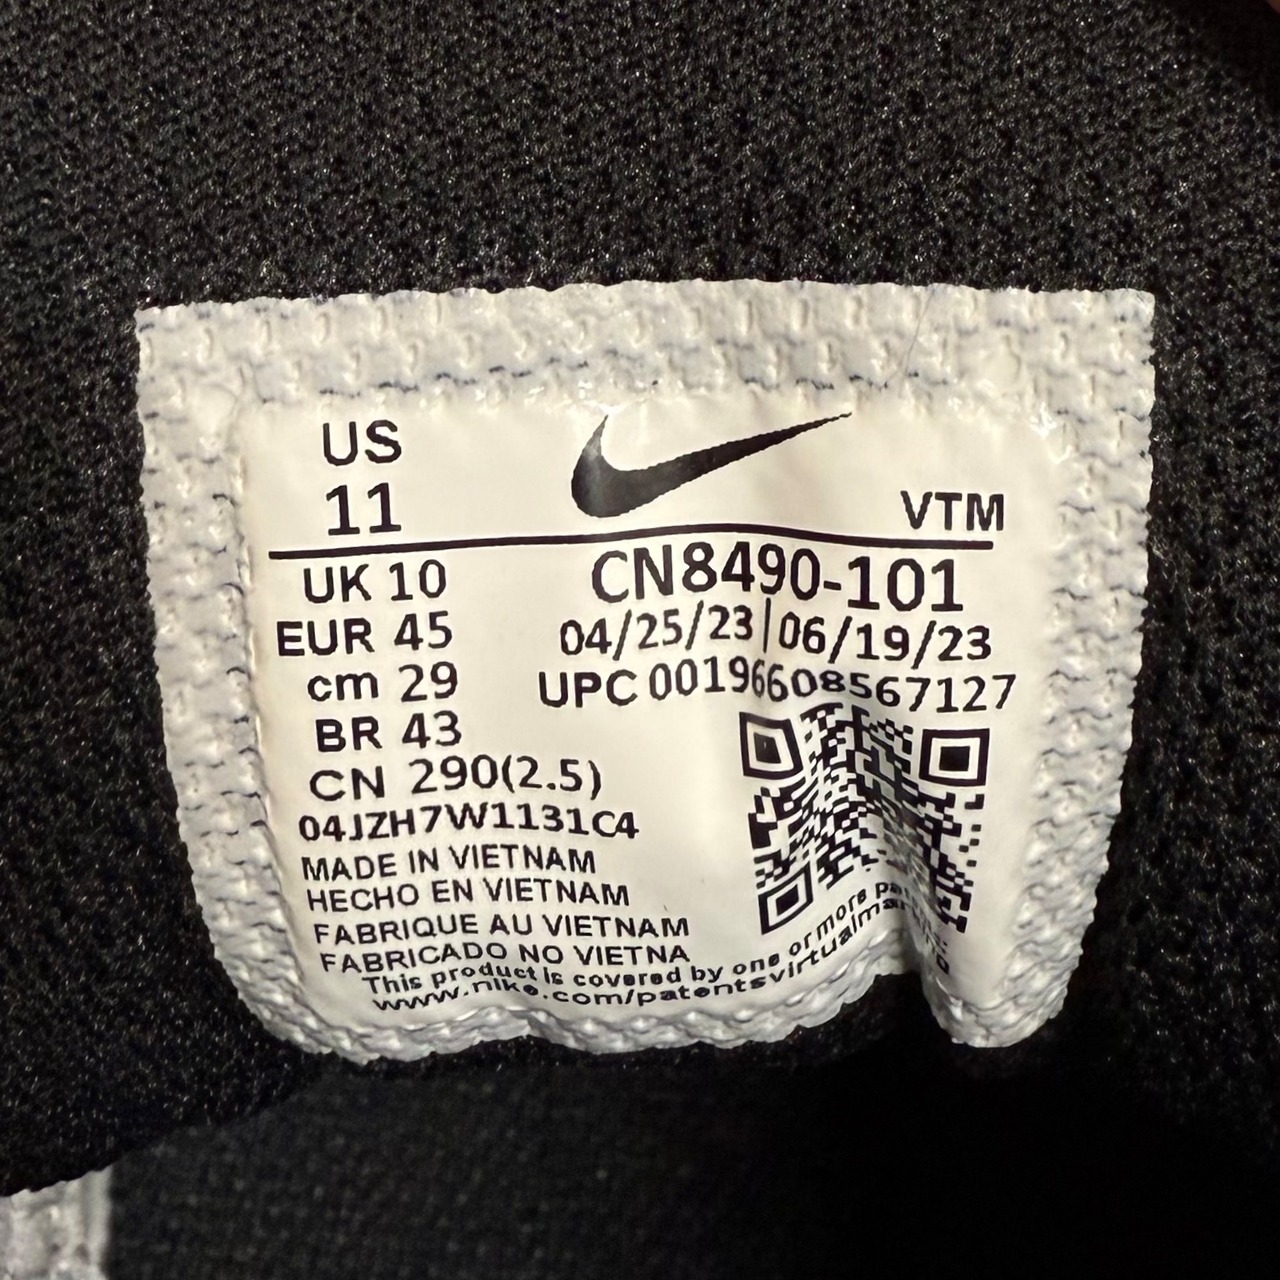 US
11
VTM
UK 10
EUR 45
cm 29
BR 43
CN 290(2.5)
CN8490-101
04/25/23|06/19/23
UPC 00196608567127
04JZH7W1131C4
MADE IN VIETNAM
HECHO EN VIETNAM
FABRIQUE AU VIETNAM
FABRICADO NO VIETNA
This product is covered by one or more
www.nike.com/patentsvirtualmar